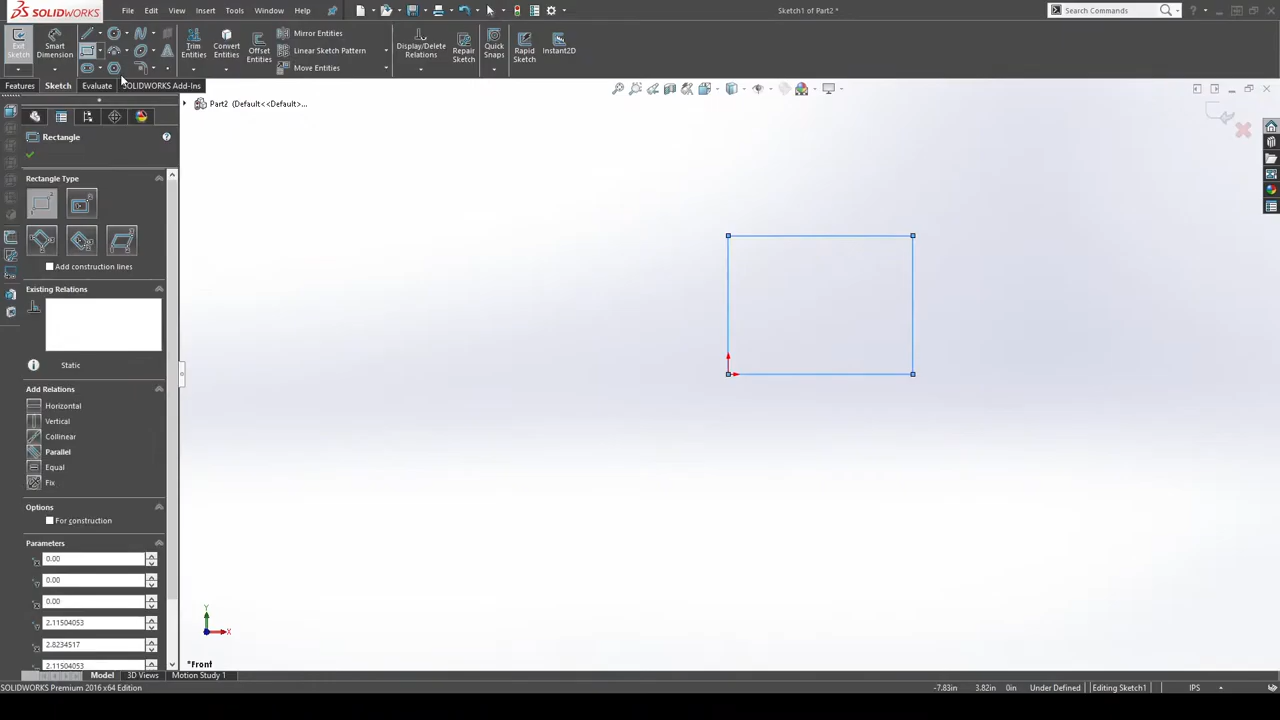 SOLIDWORKS
File Edit View Insert Tools Window Help
Sketch1 of Part2 *
Search Commands
Exit Sketch
Smart Dimension
Trim Entities
Convert Entities
Offset Entities
Mirror Entities
Linear Sketch Pattern
Move Entities
Display/Delete Relations
Repair Sketch
Quick Snaps
Rapid Sketch
Instant2D
Features Sketch Evaluate SOLIDWORKS Add-Ins
Part2 (Default<<Default>...
Rectangle
Rectangle Type
Add construction lines
Existing Relations
Static
Add Relations
Horizontal
Vertical
Collinear
Parallel
Equal
Fix
Options
For construction
Parameters
0.00
0.00
0.00
2.11504053
2.8234517
2.11504053
Y
X
*Front
Model 3D Views Motion Study 1
SOLIDWORKS Premium 2016 x64 Edition
-7.83in 3.82in 0in Under Defined Editing Sketch1 IPS